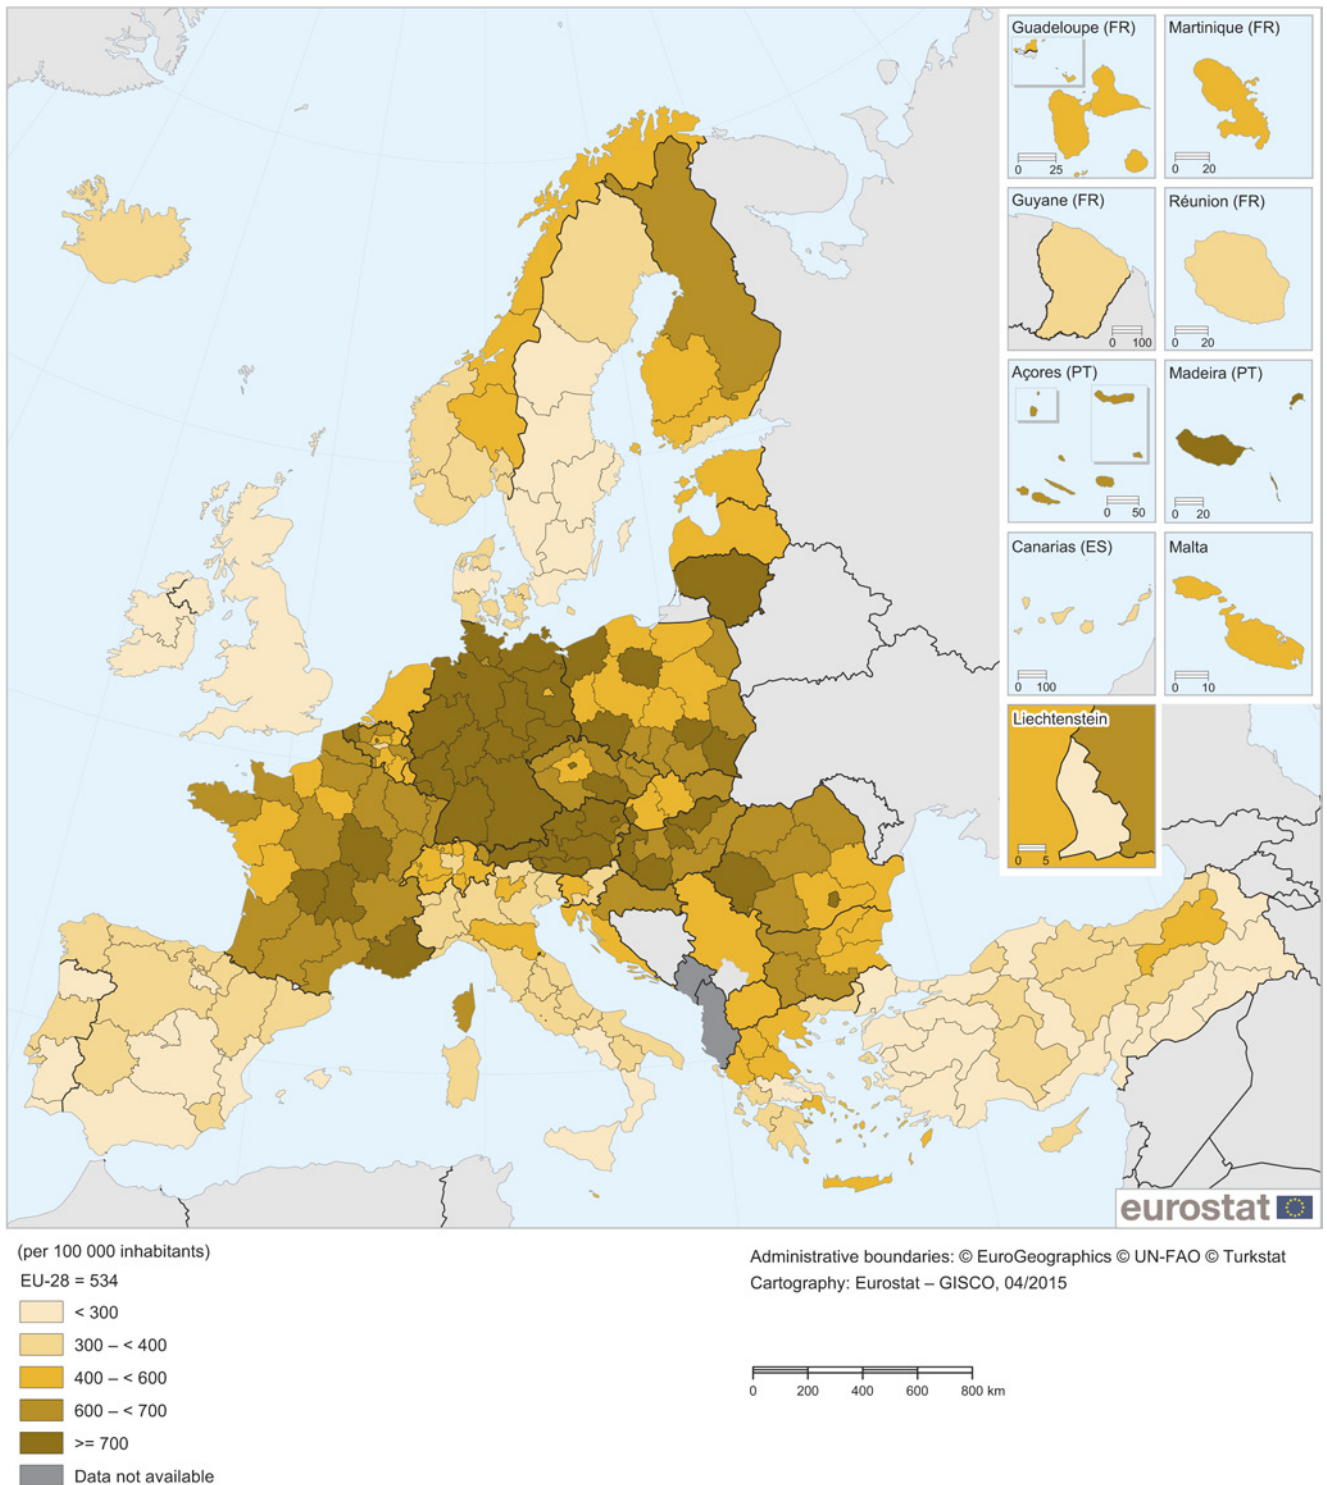 Guadeloupe (FR)
0 25
Martinique (FR)
0 20
Guyane (FR)
0 100
Réunion (FR)
0 20
Açores (PT)
0 50
Madeira (PT)
0 20
Canarias (ES)
0 100
Malta
0 10
Liechtenstein
0 5
eurostat
(per 100 000 inhabitants)
EU-28 = 534
< 300
300 – < 400
400 – < 600
600 – < 700
>= 700
Data not available
Administrative boundaries: © EuroGeographics © UN-FAO © Turkstat
Cartography: Eurostat – GISCO, 04/2015
0 200 400 600 800 km